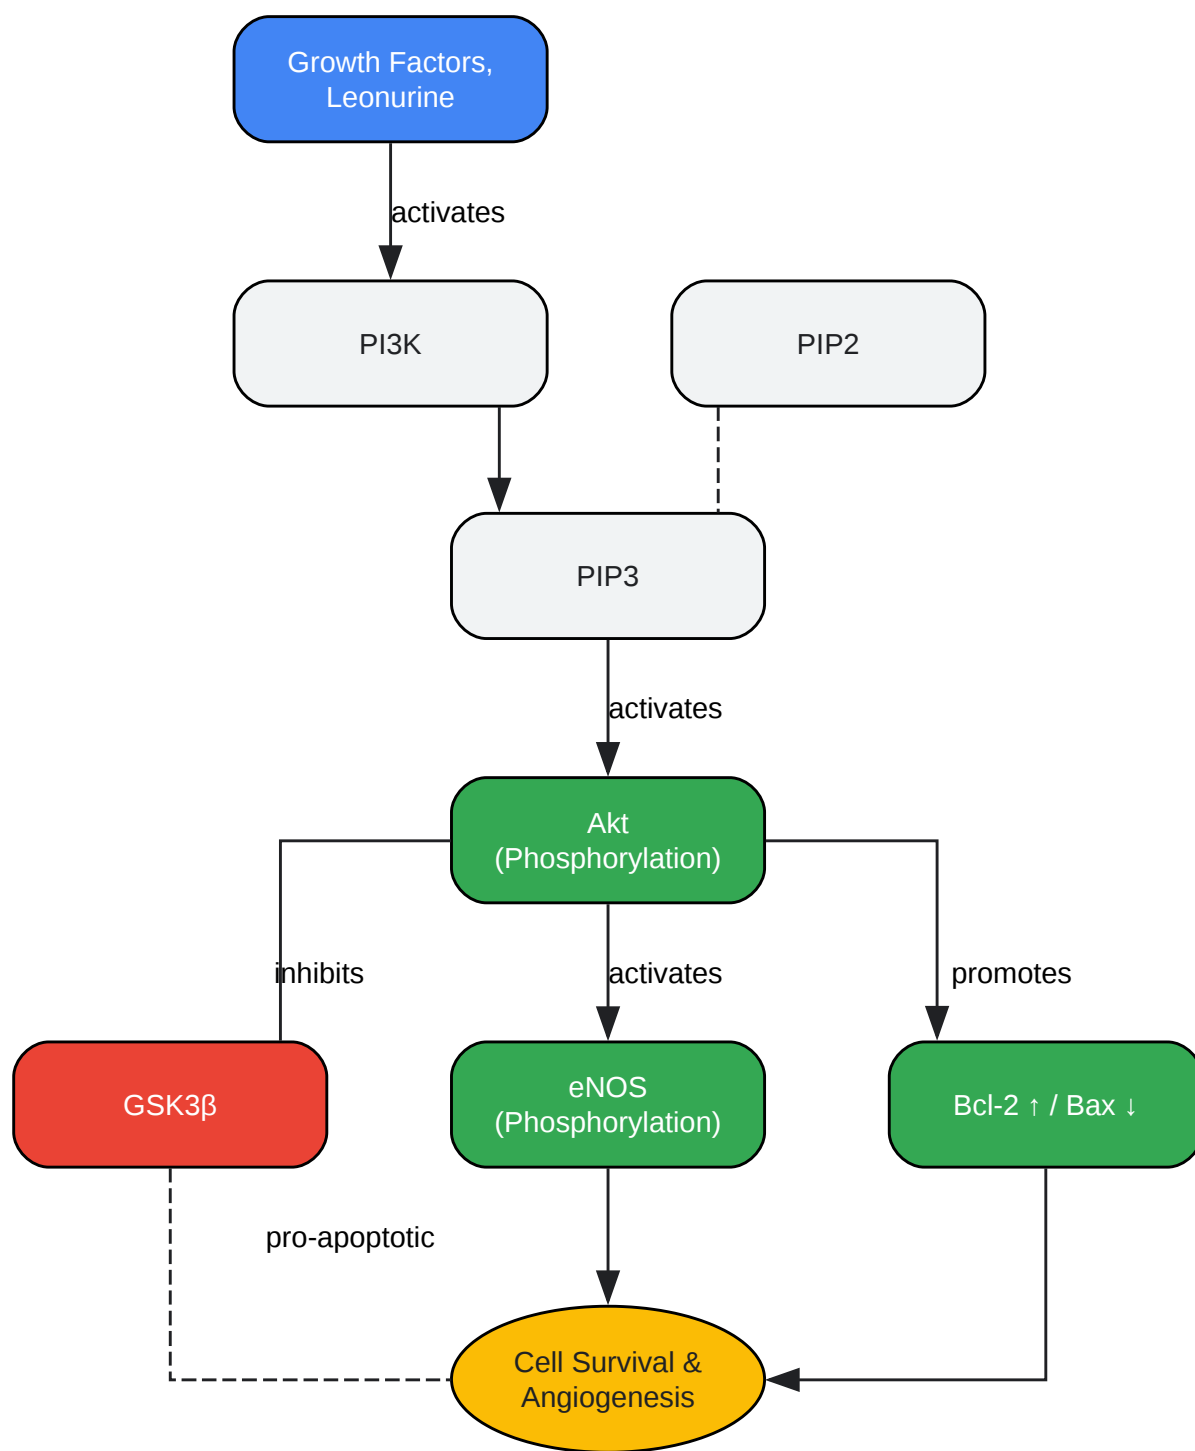 Growth Factors,
Leonurine
activates
PI3K
PIP2
PIP3
activates
Akt
(Phosphorylation)
inhibits
activates
promotes
GSK3β
eNOS
(Phosphorylation)
Bcl-2 ↑ / Bax ↓
pro-apoptotic
Cell Survival &
Angiogenesis